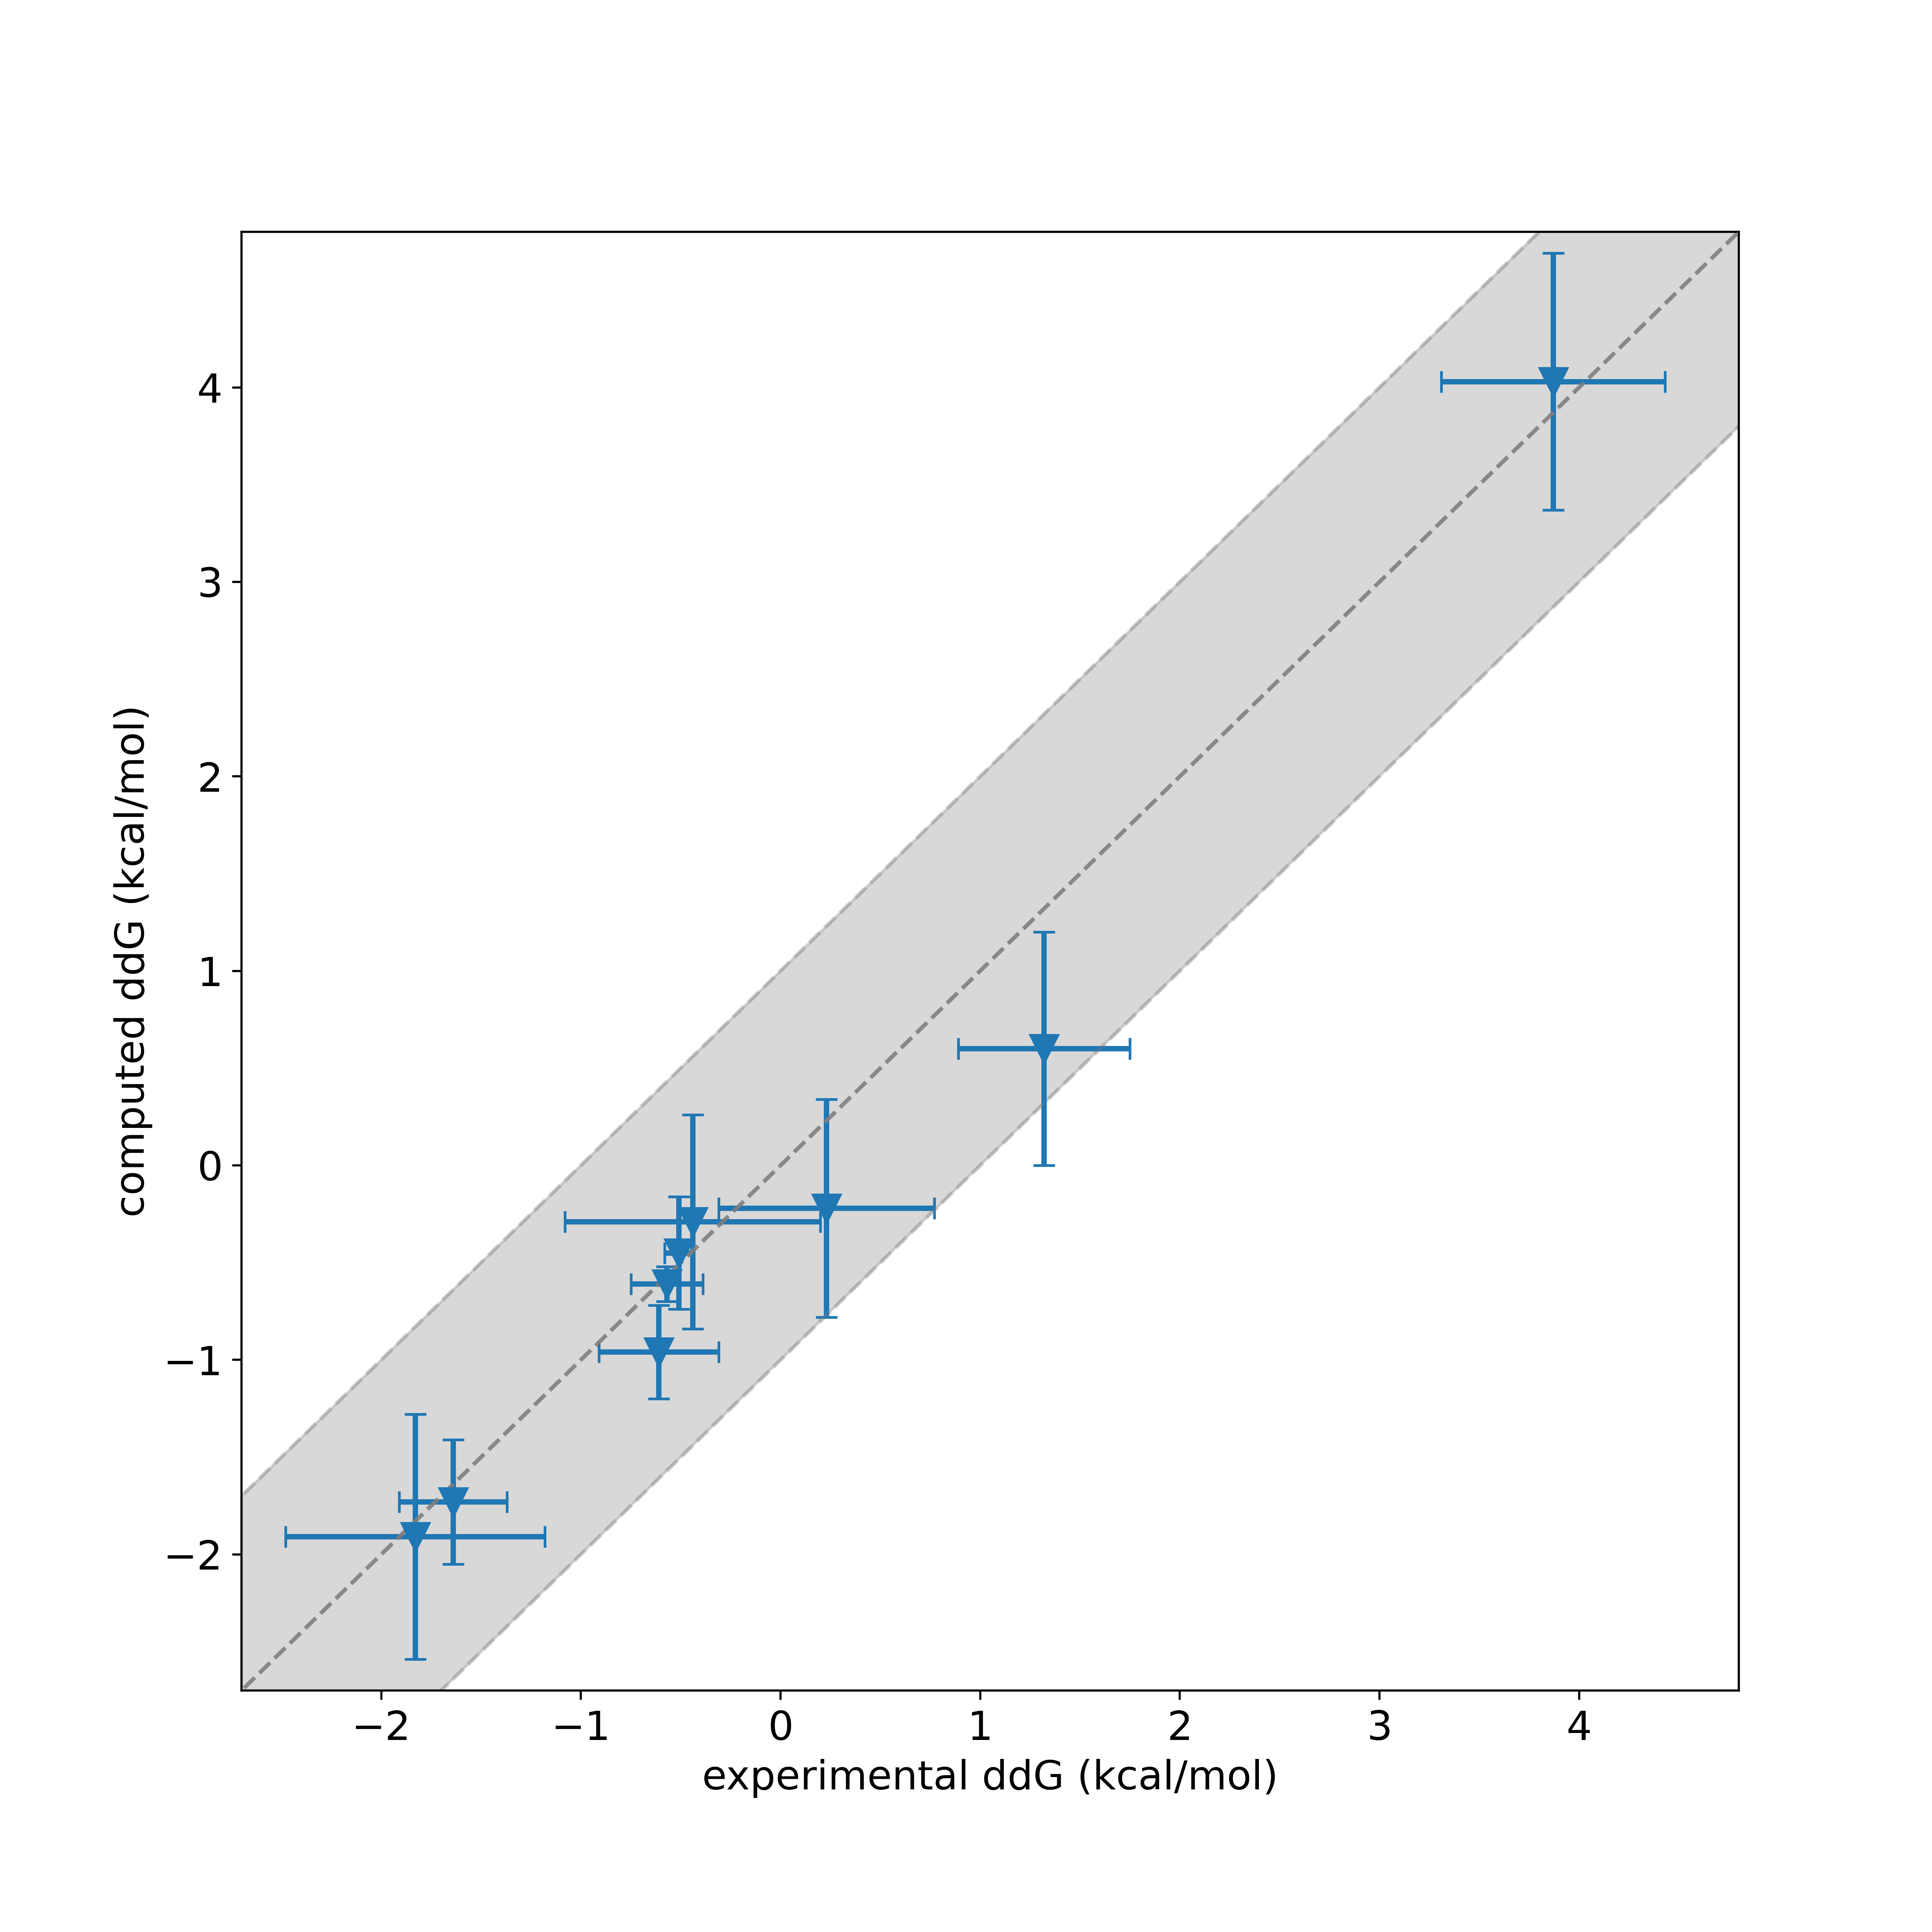 4
3
2
1
0
−1
−2
computed ddG (kcal/mol)
−2 −1 0 1 2 3 4
experimental ddG (kcal/mol)